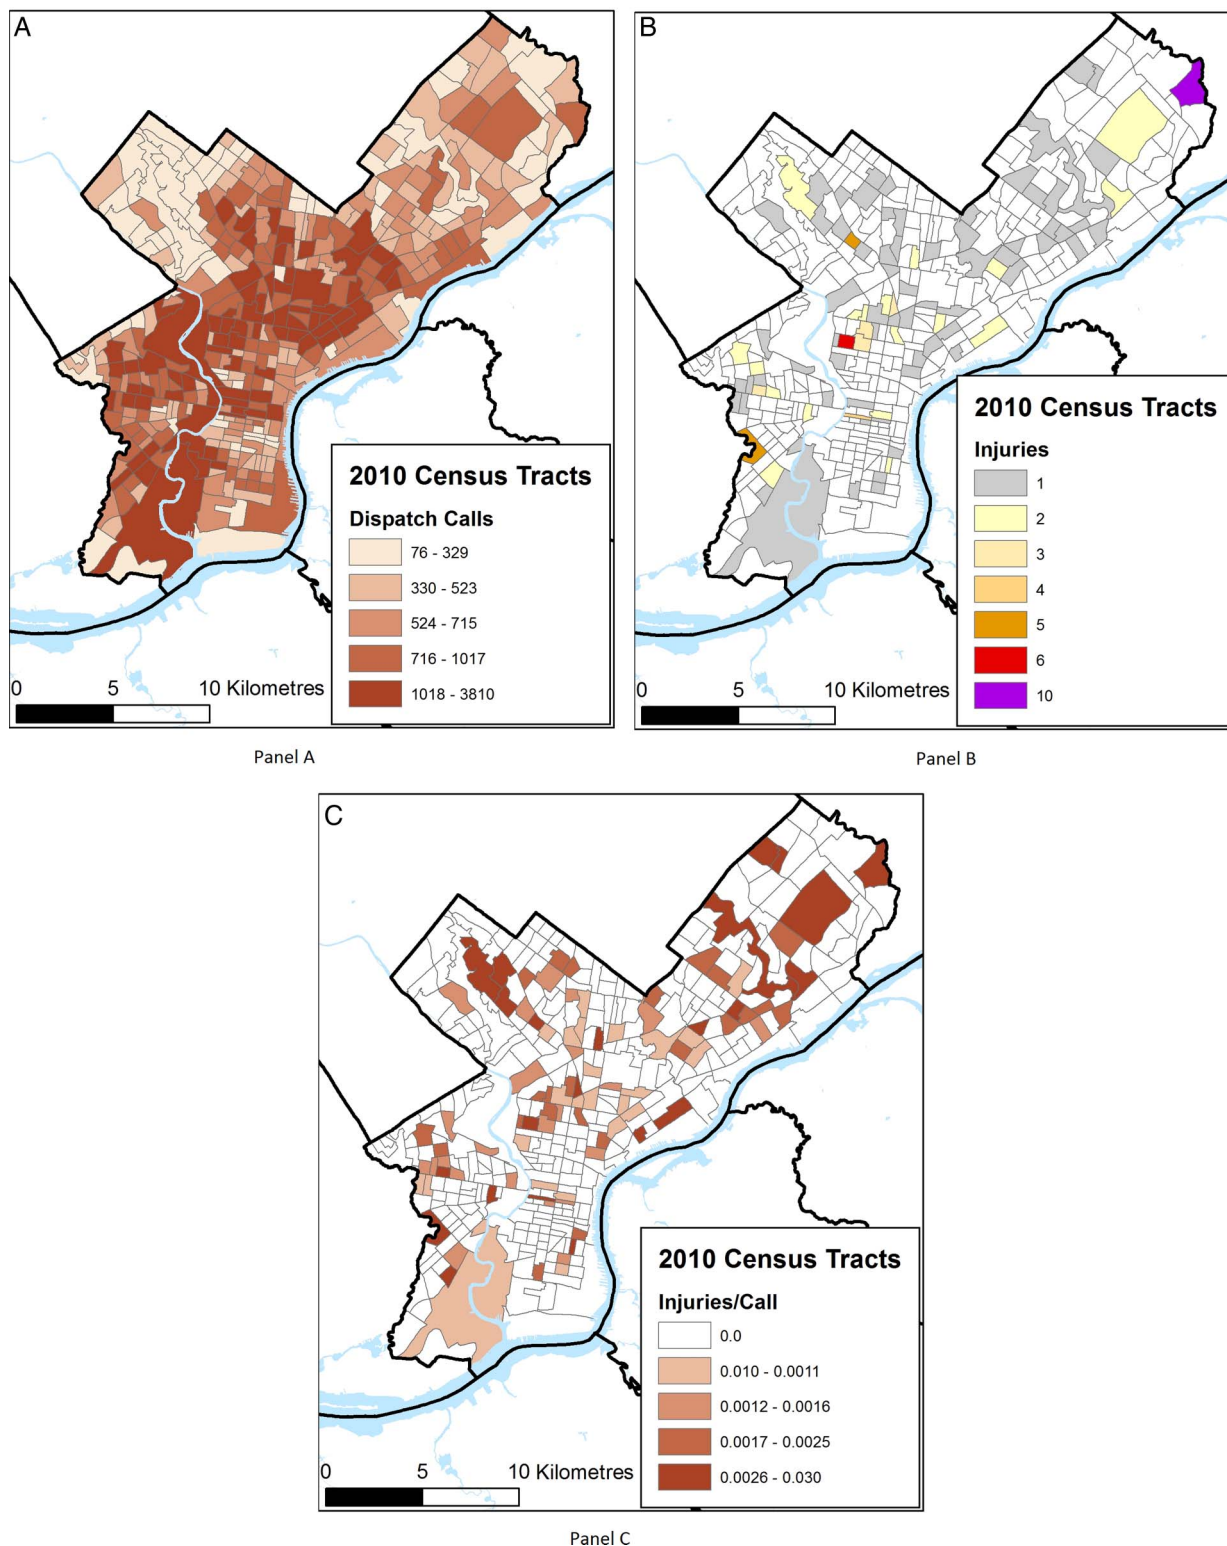 A
2010 Census Tracts
Dispatch Calls
76 - 329
330 - 523
524 - 715
716 - 1017
1018 - 3810
0 5 10 Kilometres
Panel A
B
2010 Census Tracts
Injuries
1
2
3
4
5
6
10
0 5 10 Kilometres
Panel B
C
2010 Census Tracts
Injuries/Call
0.0
0.010 - 0.0011
0.0012 - 0.0016
0.0017 - 0.0025
0.0026 - 0.030
0 5 10 Kilometres
Panel C